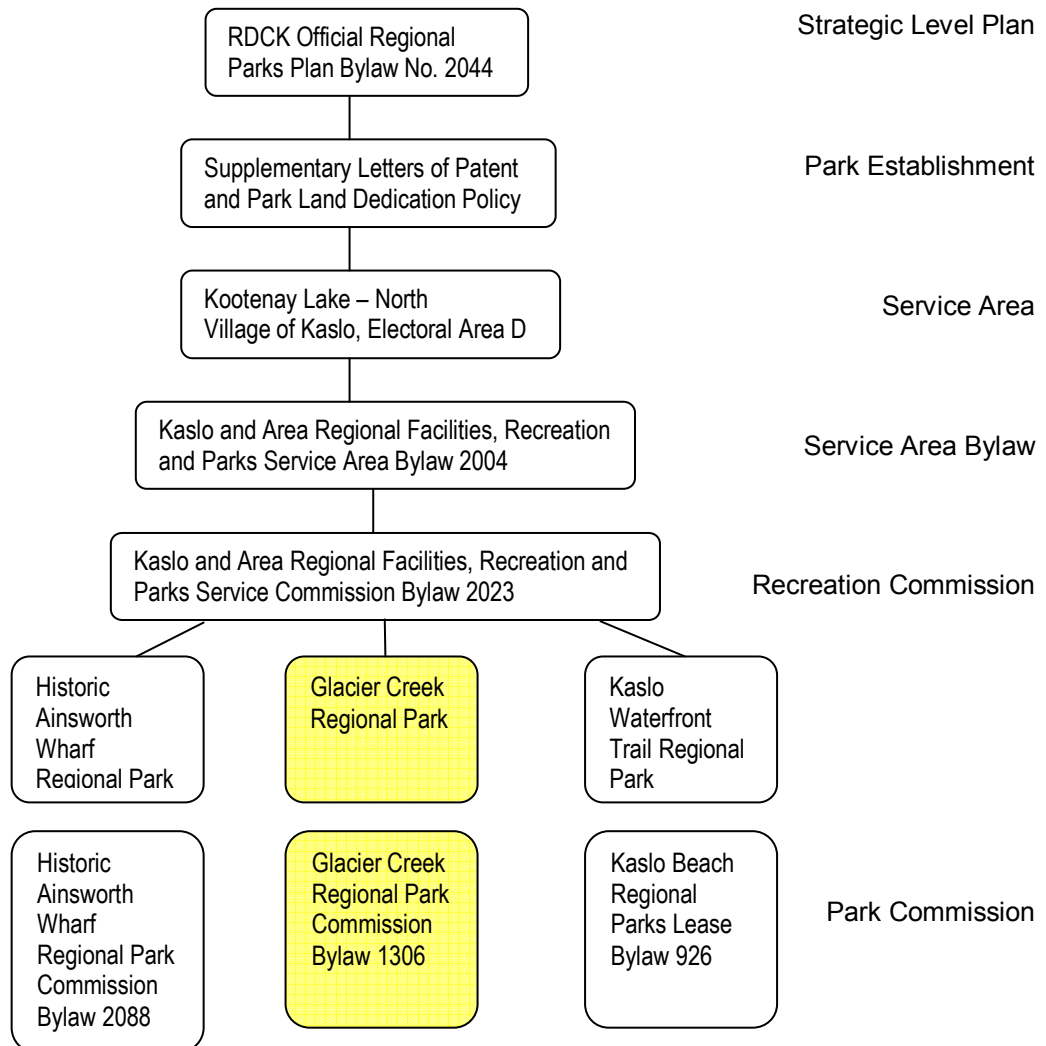 RDCK Official Regional
Parks Plan Bylaw No. 2044
Strategic Level Plan
Supplementary Letters of Patent
and Park Land Dedication Policy
Park Establishment
Kootenay Lake – North
Village of Kaslo, Electoral Area D
Service Area
Kaslo and Area Regional Facilities, Recreation
and Parks Service Area Bylaw 2004
Service Area Bylaw
Kaslo and Area Regional Facilities, Recreation and
Parks Service Commission Bylaw 2023
Recreation Commission
Historic
Ainsworth
Wharf
Regional Park
Glacier Creek
Regional Park
Kaslo
Waterfront
Trail Regional
Park
Historic
Ainsworth
Wharf
Regional Park
Commission
Bylaw 2088
Glacier Creek
Regional Park
Commission
Bylaw 1306
Kaslo Beach
Regional
Parks Lease
Bylaw 926
Park Commission